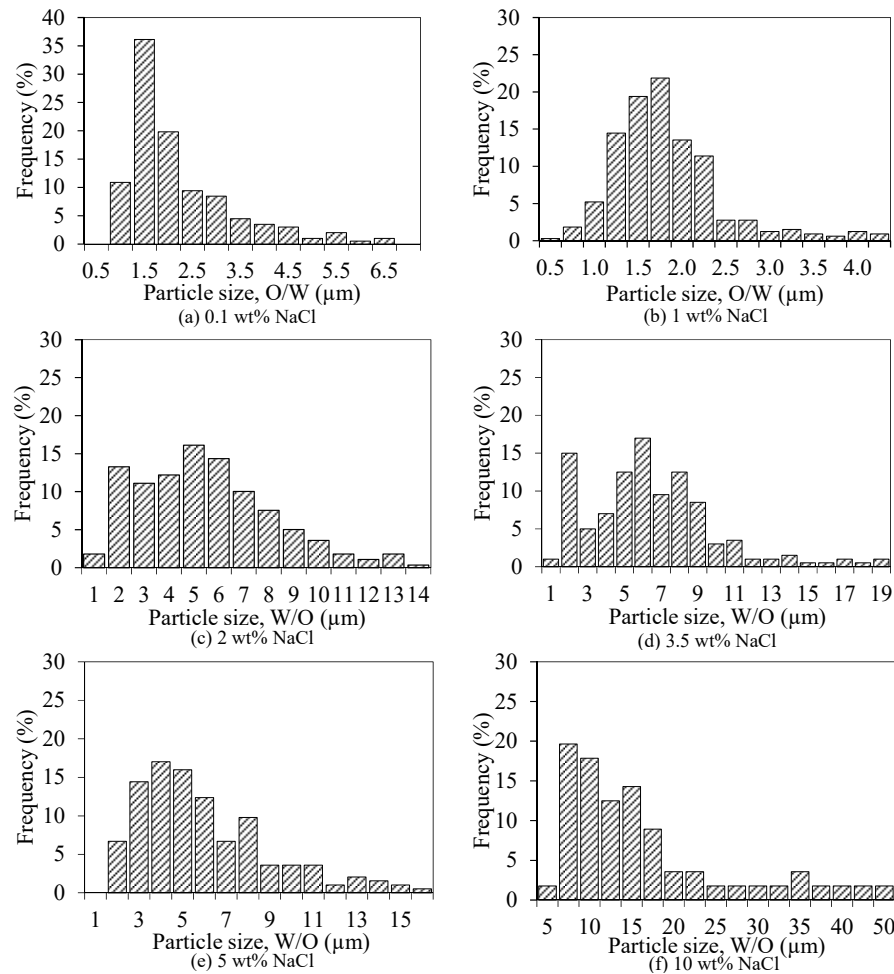 40
35
30
25
20
15
10
5
0
Frequency (%)
0.5 1.5 2.5 3.5 4.5 5.5 6.5
Particle size, O/W (µm)
(a) 0.1 wt% NaCl
30
25
20
15
10
5
0
Frequency (%)
0.5 1.0 1.5 2.0 2.5 3.0 3.5 4.0
Particle size, O/W (µm)
(b) 1 wt% NaCl
30
25
20
15
10
5
0
Frequency (%)
1 2 3 4 5 6 7 8 9 10 11 12 13 14
Particle size, W/O (µm)
(c) 2 wt% NaCl
30
25
20
15
10
5
0
Frequency (%)
1 3 5 7 9 11 13 15 17 19
Particle size, W/O (µm)
(d) 3.5 wt% NaCl
30
25
20
15
10
5
0
Frequency (%)
1 3 5 7 9 11 13 15
Particle size, W/O (µm)
(e) 5 wt% NaCl
30
25
20
15
10
5
0
Frequency (%)
5 10 15 20 25 30 35 40 50
Particle size, W/O (µm)
(f) 10 wt% NaCl